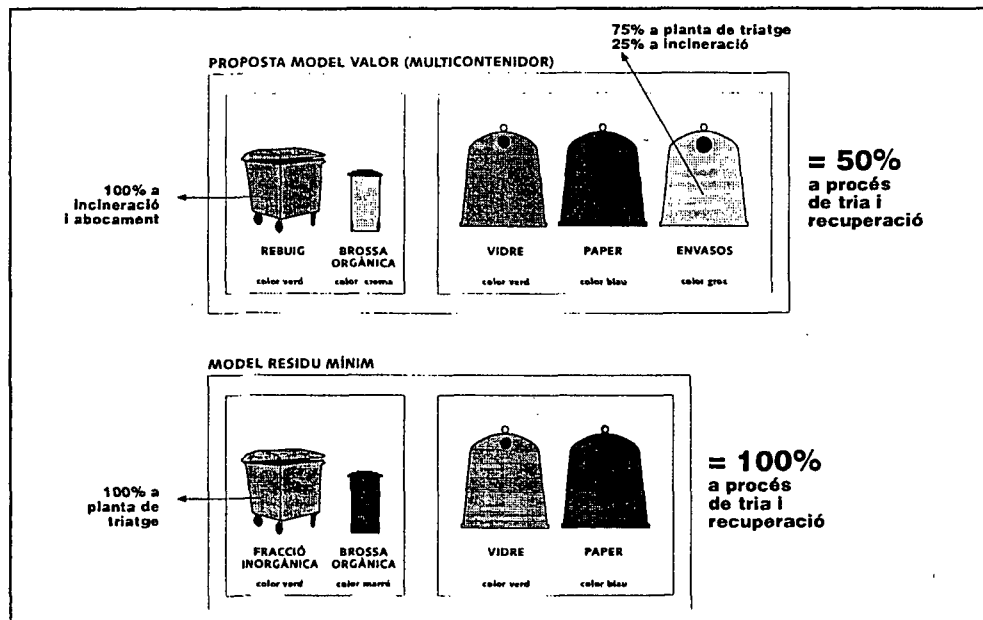 75% a planta de triatge
25% a incineració
PROPOSTA MODEL VALOR (MULTICONTENIDOR)
100% a
incineració
i abocament
REBUIG
color verd
BROSSA
ORGÀNICA
color crema
VIDRE
color verd
PAPER
color blau
ENVASOS
color groc
= 50%
a procés
de tria i
recuperació
MODEL RESIDU MÍNIM
100% a
planta de
triatge
FRACCIÓ
INORGÀNICA
color verd
BROSSA
ORGÀNICA
color marró
VIDRE
color verd
PAPER
color blau
= 100%
a procés
de tria i
recuperació